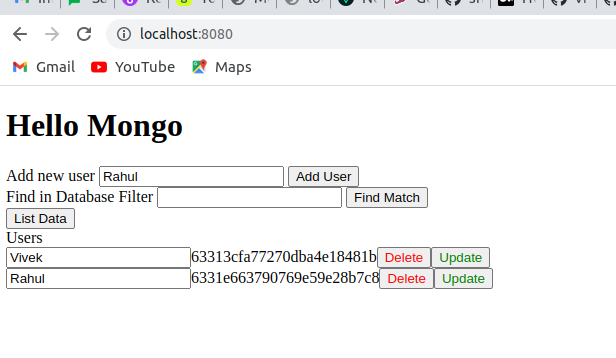 localhost:8080
Gmail YouTube Maps
Hello Mongo
Add new user Rahul Add User
Find in Database Filter Find Match
List Data
Users
Vivek 63313cfa77270dba4e18481b Delete Update
Rahul 6331e663790769e59e28b7c8 Delete Update